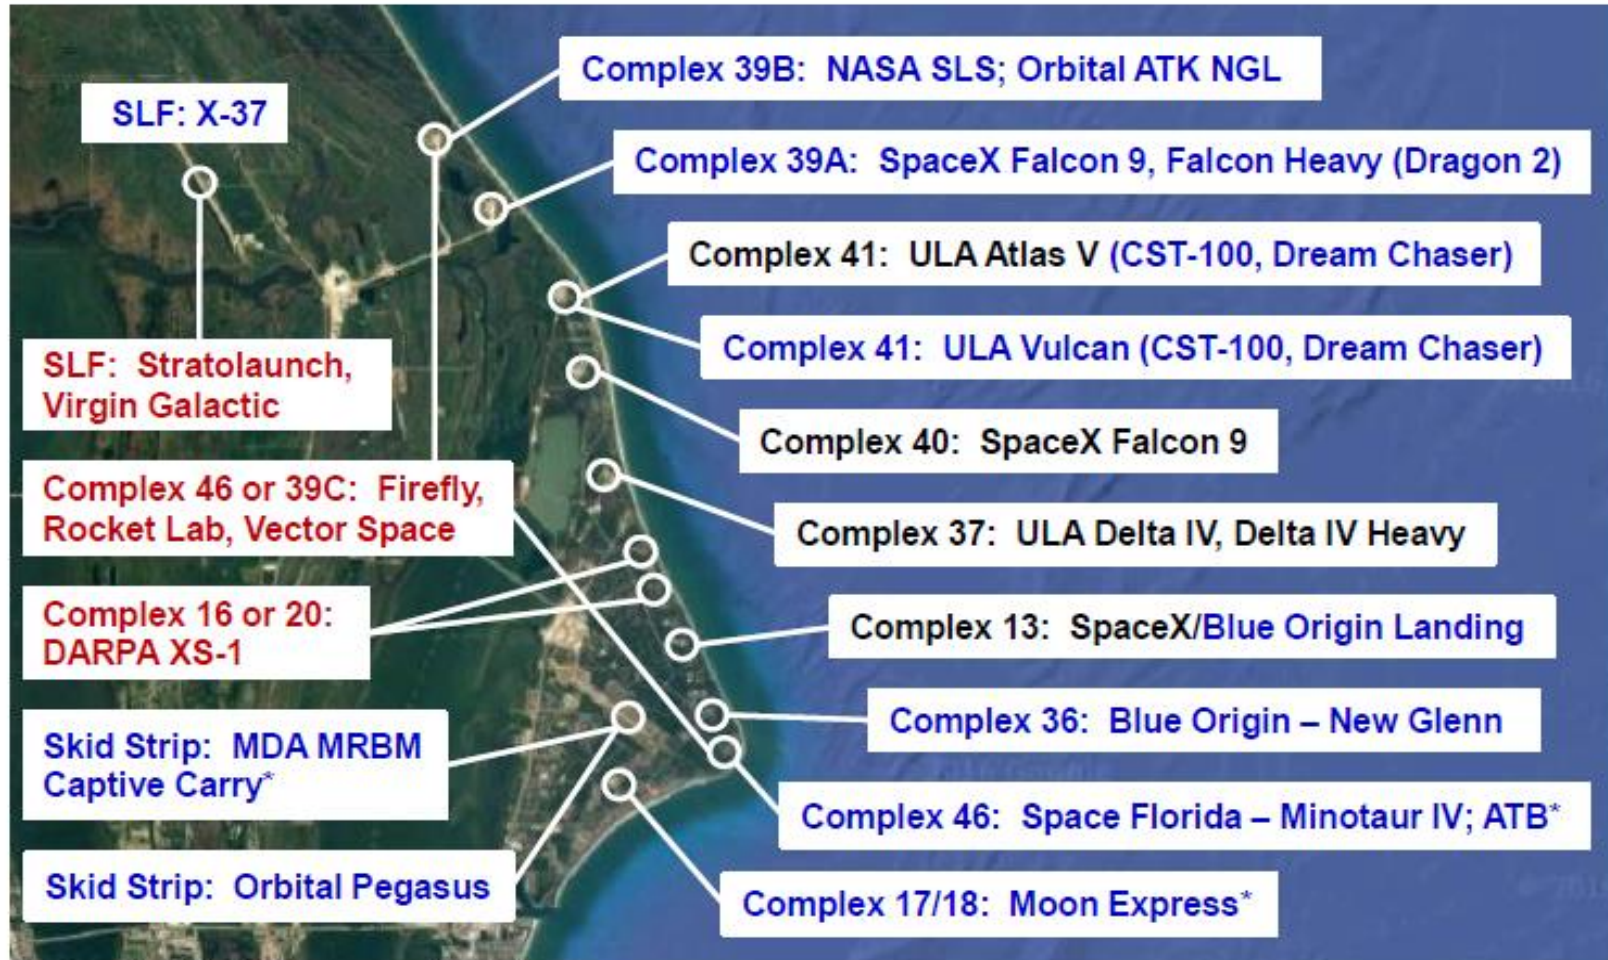 Complex 39B: NASA SLS; Orbital ATK NGL
SLF: X-37
Complex 39A: SpaceX Falcon 9, Falcon Heavy (Dragon 2)
Complex 41: ULA Atlas V (CST-100, Dream Chaser)
Complex 41: ULA Vulcan (CST-100, Dream Chaser)
SLF: Stratolaunch,
Virgin Galactic
Complex 40: SpaceX Falcon 9
Complex 46 or 39C: Firefly,
Rocket Lab, Vector Space
Complex 37: ULA Delta IV, Delta IV Heavy
Complex 16 or 20:
DARPA XS-1
Complex 13: SpaceX/Blue Origin Landing
Complex 36: Blue Origin – New Glenn
Skid Strip: MDA MRBM
Captive Carry*
Complex 46: Space Florida – Minotaur IV; ATB*
Skid Strip: Orbital Pegasus
Complex 17/18: Moon Express*